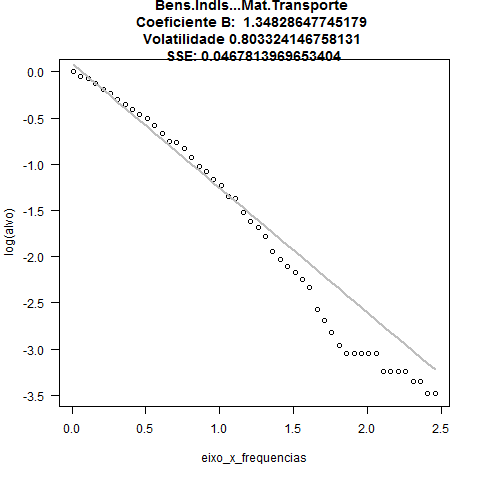 Bens.Indls...Mat.Transporte
Coeficiente B:  1.34828647745179
Volatilidade 0.803324146758131
SSE: 0.0467813969653404
log(alvo)
0.0
-0.5
-1.0
-1.5
-2.0
-2.5
-3.0
-3.5
0.0 0.5 1.0 1.5 2.0 2.5
eixo_x_frequencias